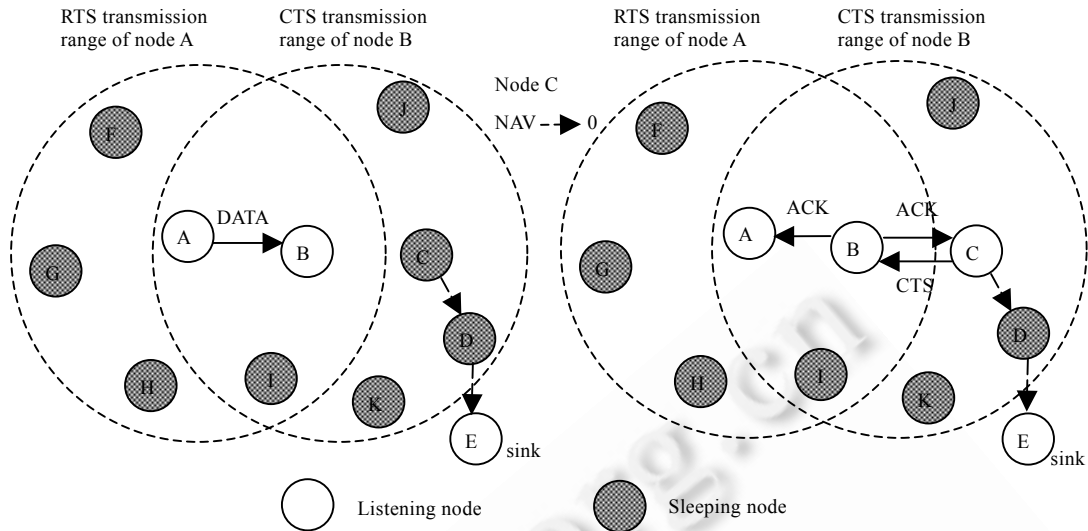 RTS transmission
range of node A
CTS transmission
range of node B
F
J
A
DATA
B
G
C
D
H
I
K
E
sink
Node C
NAV 0
RTS transmission
range of node A
CTS transmission
range of node B
F
J
A
ACK
ACK
B
C
CTS
G
D
H
I
K
E
sink
Listening node
Sleeping node